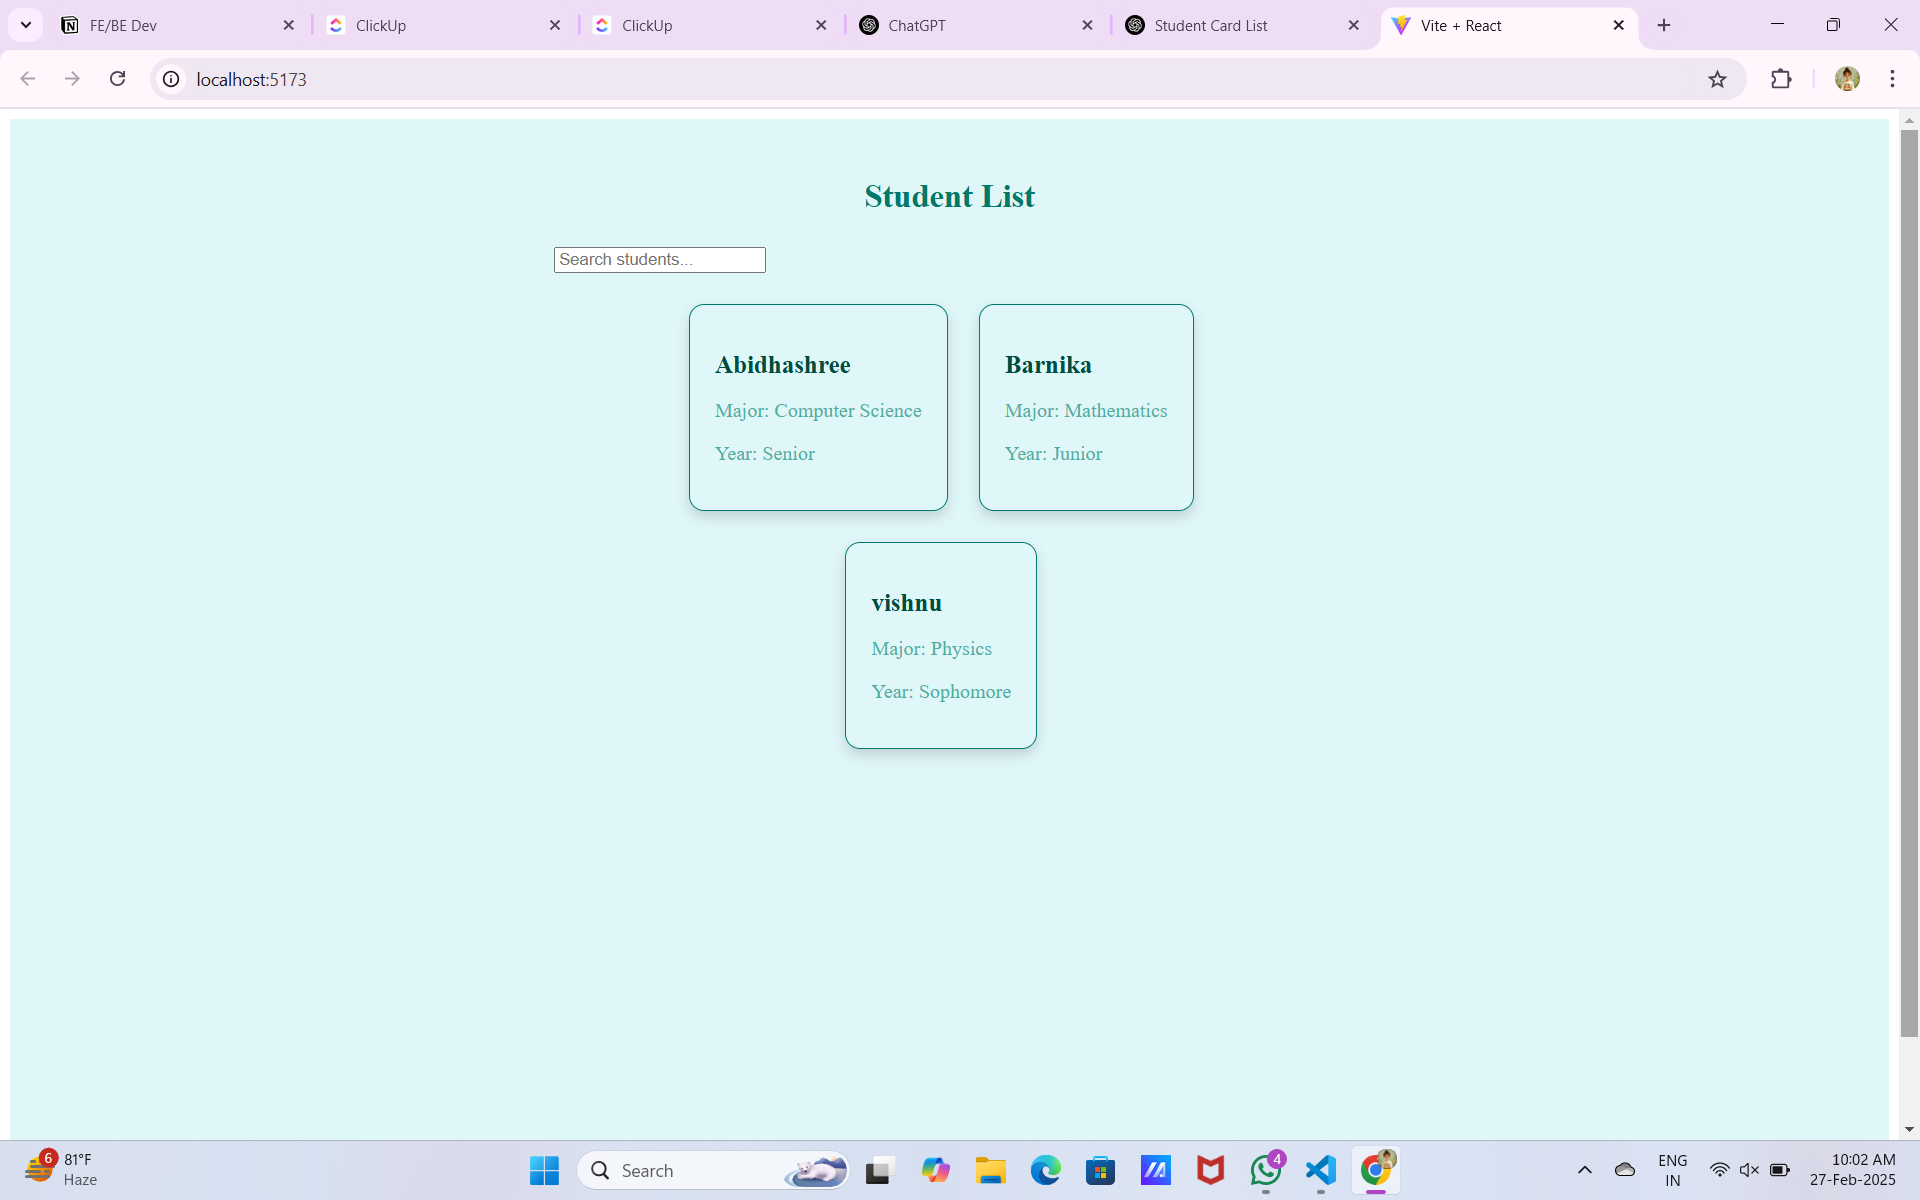 FE/BE Dev
ClickUp
ClickUp
ChatGPT
Student Card List
Vite + React
localhost:5173
Student List
Search students...
Abidhashree
Major: Computer Science
Year: Senior
Barnika
Major: Mathematics
Year: Junior
vishnu
Major: Physics
Year: Sophomore
6
81°F
Haze
Search
4
ENG
IN
10:02 AM
27-Feb-2025